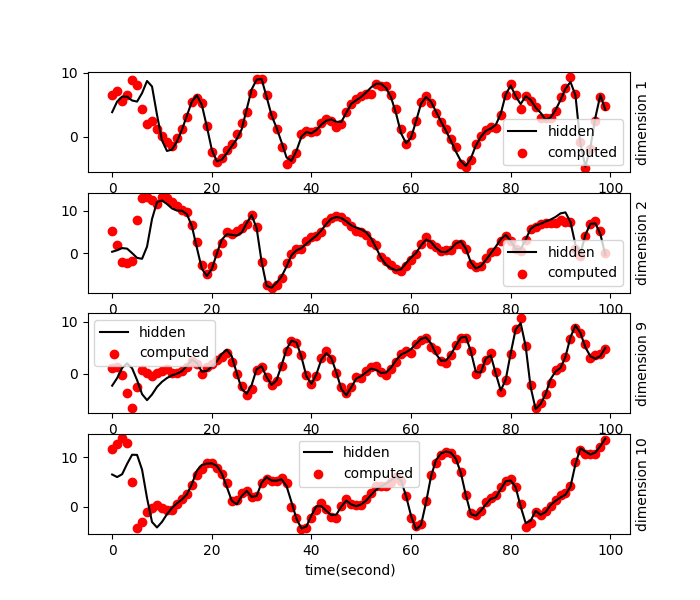 10
0
dimension 1
hidden
computed
0 20 40 60 80 100
10
0
dimension 2
hidden
computed
0 20 40 60 80 100
10
0
dimension 9
hidden
computed
0 20 40 60 80 100
10
0
dimension 10
hidden
computed
0 20 40 60 80 100
time(second)